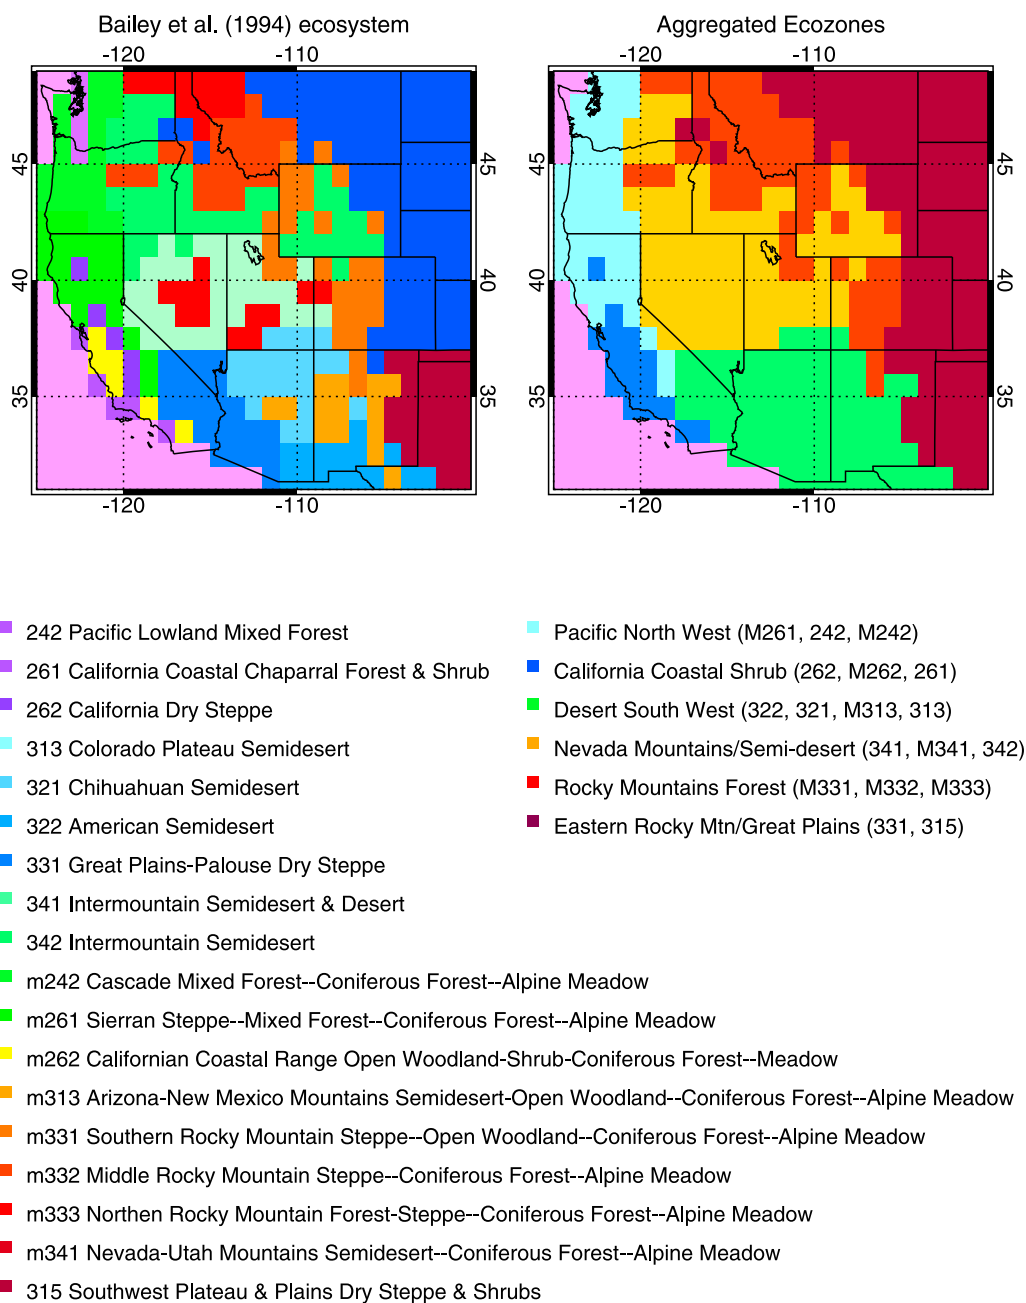 Bailey et al. (1994) ecosystem
Aggregated Ecozones
-120 -110
-120 -110
45 45
45 45
40 40
40 40
35 35
35 35
-120 -110
-120 -110
242 Pacific Lowland Mixed Forest
261 California Coastal Chaparral Forest & Shrub
262 California Dry Steppe
313 Colorado Plateau Semidesert
321 Chihuahuan Semidesert
322 American Semidesert
331 Great Plains-Palouse Dry Steppe
341 Intermountain Semidesert & Desert
342 Intermountain Semidesert
m242 Cascade Mixed Forest--Coniferous Forest--Alpine Meadow
m261 Sierran Steppe--Mixed Forest--Coniferous Forest--Alpine Meadow
m262 Californian Coastal Range Open Woodland-Shrub-Coniferous Forest--Meadow
m313 Arizona-New Mexico Mountains Semidesert-Open Woodland--Coniferous Forest--Alpine Meadow
m331 Southern Rocky Mountain Steppe--Open Woodland--Coniferous Forest--Alpine Meadow
m332 Middle Rocky Mountain Steppe--Coniferous Forest--Alpine Meadow
m333 Northen Rocky Mountain Forest-Steppe--Coniferous Forest--Alpine Meadow
m341 Nevada-Utah Mountains Semidesert--Coniferous Forest--Alpine Meadow
315 Southwest Plateau & Plains Dry Steppe & Shrubs
Pacific North West (M261, 242, M242)
California Coastal Shrub (262, M262, 261)
Desert South West (322, 321, M313, 313)
Nevada Mountains/Semi-desert (341, M341, 342)
Rocky Mountains Forest (M331, M332, M333)
Eastern Rocky Mtn/Great Plains (331, 315)